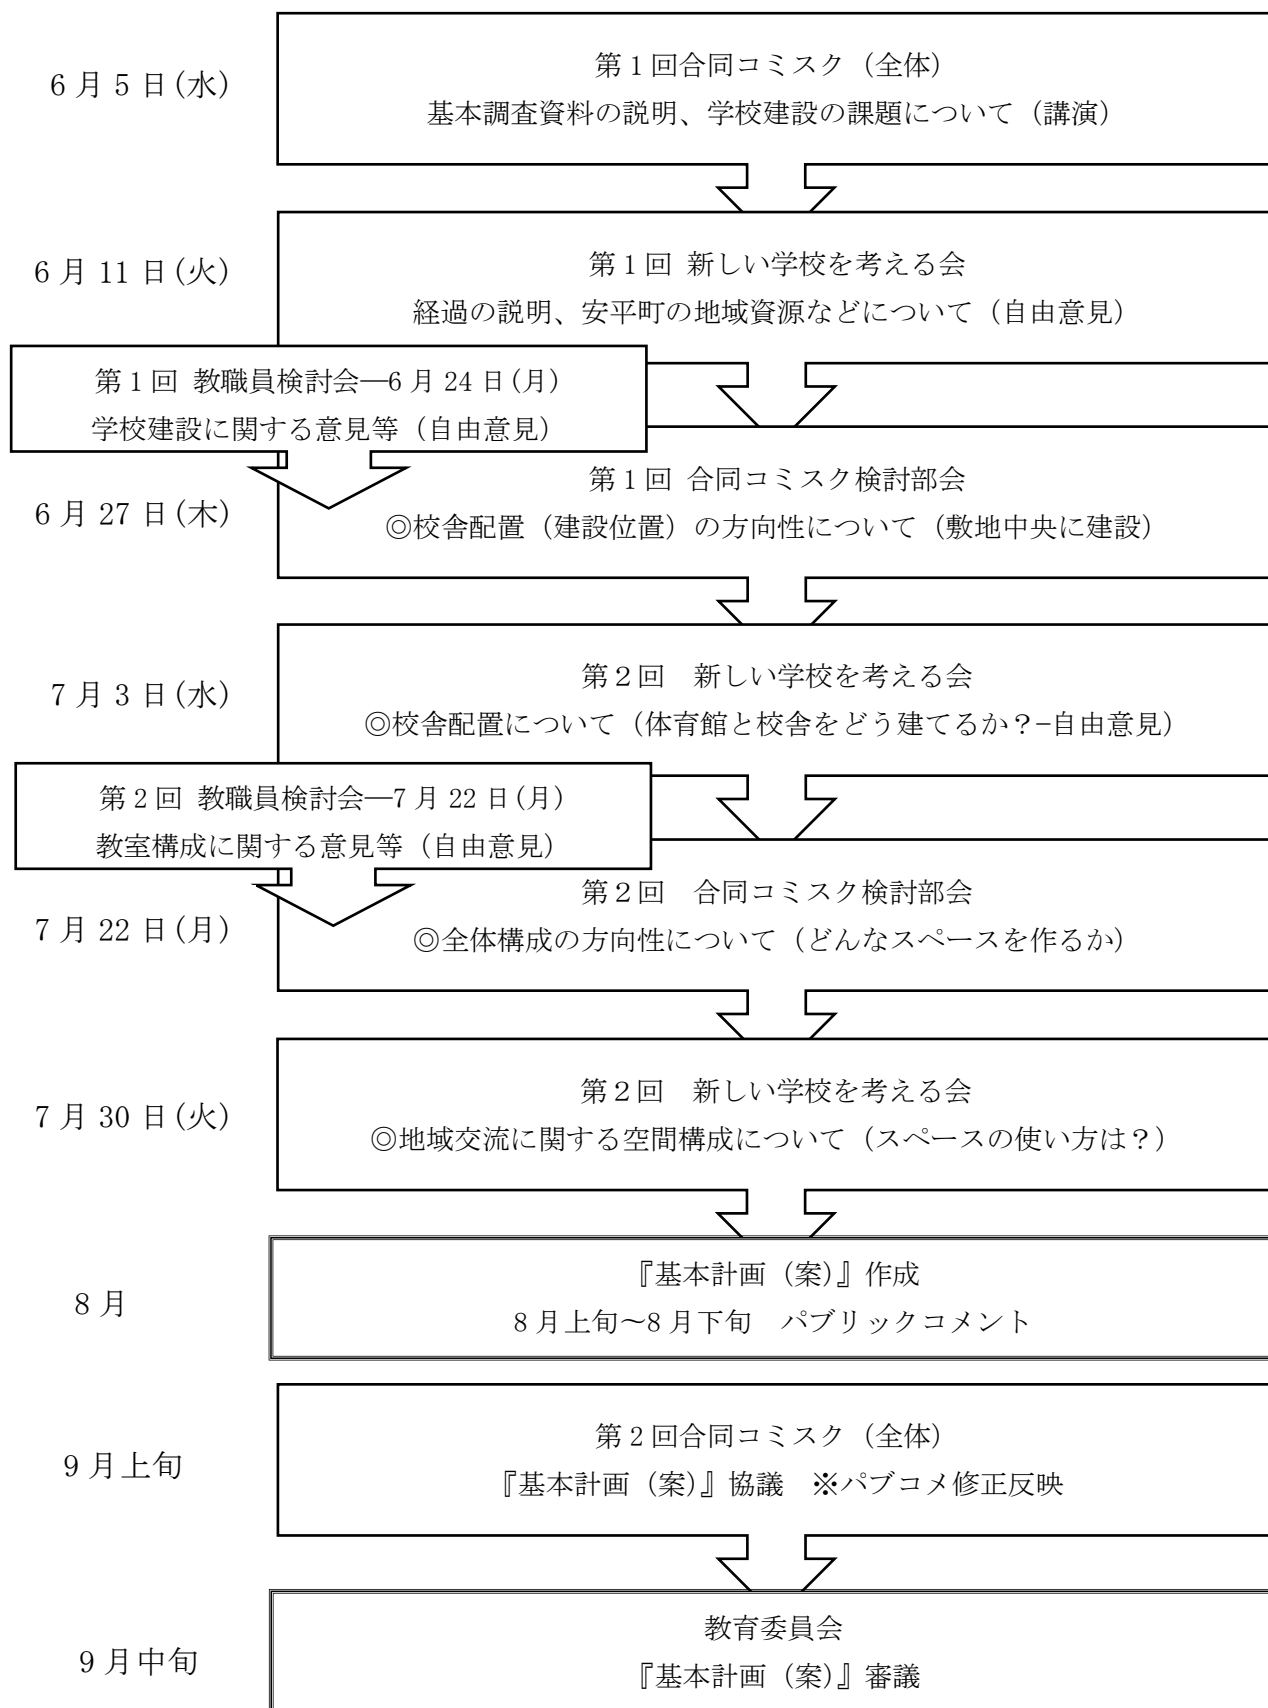 6月5日(水)
第1回合同コミスク（全体）
基本調査資料の説明、学校建設の課題について（講演）
6月11日(火)
第1回 新しい学校を考える会
経過の説明、安平町の地域資源などについて（自由意見）
第1回 教職員検討会―6月24日(月)
学校建設に関する意見等（自由意見）
6月27日(木)
第1回 合同コミスク検討部会
◎校舎配置（建設位置）の方向性について（敷地中央に建設）
7月3日(水)
第２回　新しい学校を考える会
◎校舎配置について（体育館と校舎をどう建てるか？−自由意見）
第2回 教職員検討会―7月22日(月)
教室構成に関する意見等（自由意見）
7月22日(月)
第２回　合同コミスク検討部会
◎全体構成の方向性について（どんなスペースを作るか）
7月30日(火)
第２回　新しい学校を考える会
◎地域交流に関する空間構成について（スペースの使い方は？）
8月
『基本計画（案）』作成
8月上旬～8月下旬　パブリックコメント
9月上旬
第2回合同コミスク（全体）
『基本計画（案）』協議　※パブコメ修正反映
9月中旬
教育委員会
『基本計画（案）』審議